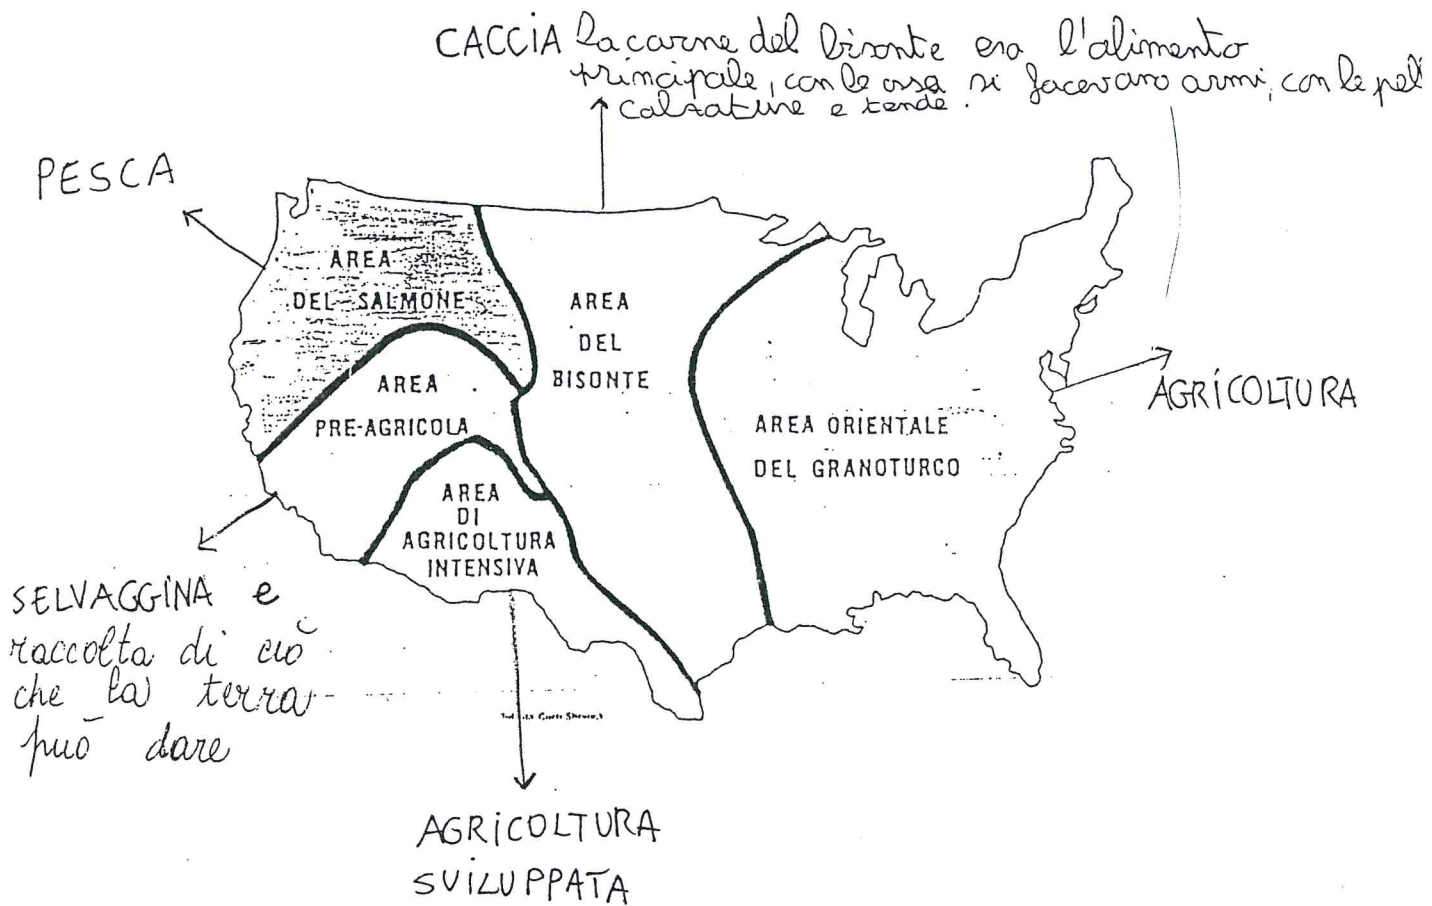 CACCIA La carne del bisonte era l'alimento
principale, con le ossa si facevano armi, con le pel
calzature e tende.
PESCA
AREA
DEL SALMONE
AREA
DEL
BISONTE
AREA
PRE-AGRICOLA
AREA ORIENTALE
DEL GRANOTURCO
AGRICOLTURA
AREA
DI
AGRICOLTURA
INTENSIVA
SELVAGGINA e
raccolta di ciò
che la terra
può dare
AGRICOLTURA
SVILUPPATA